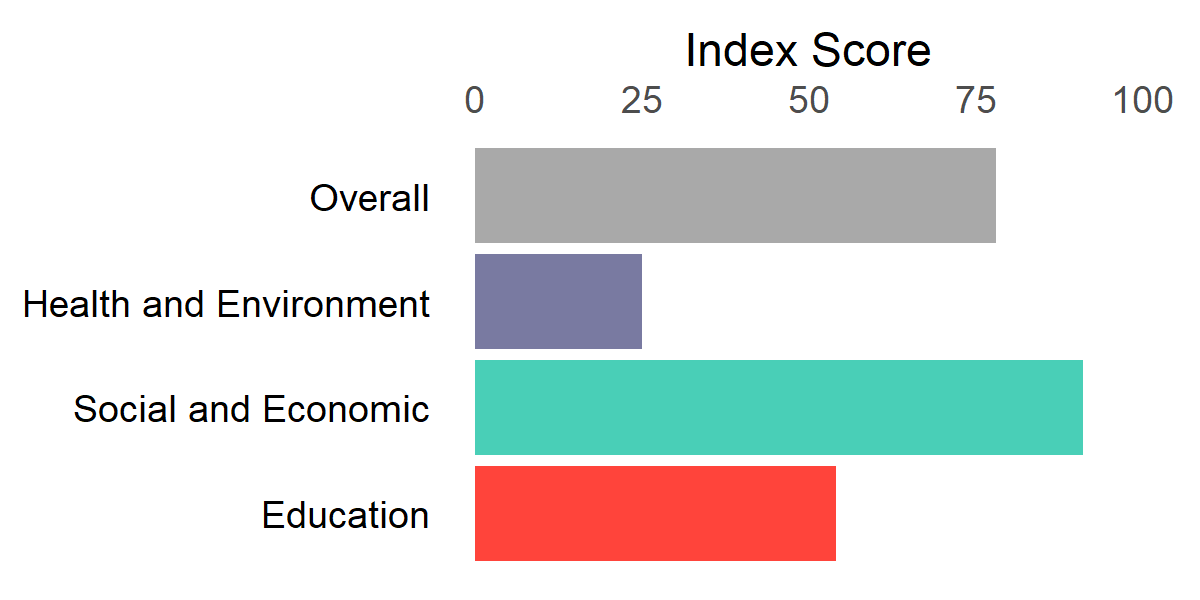 Index Score
0 25 50 75 100
Overall
Health and Environment
Social and Economic
Education